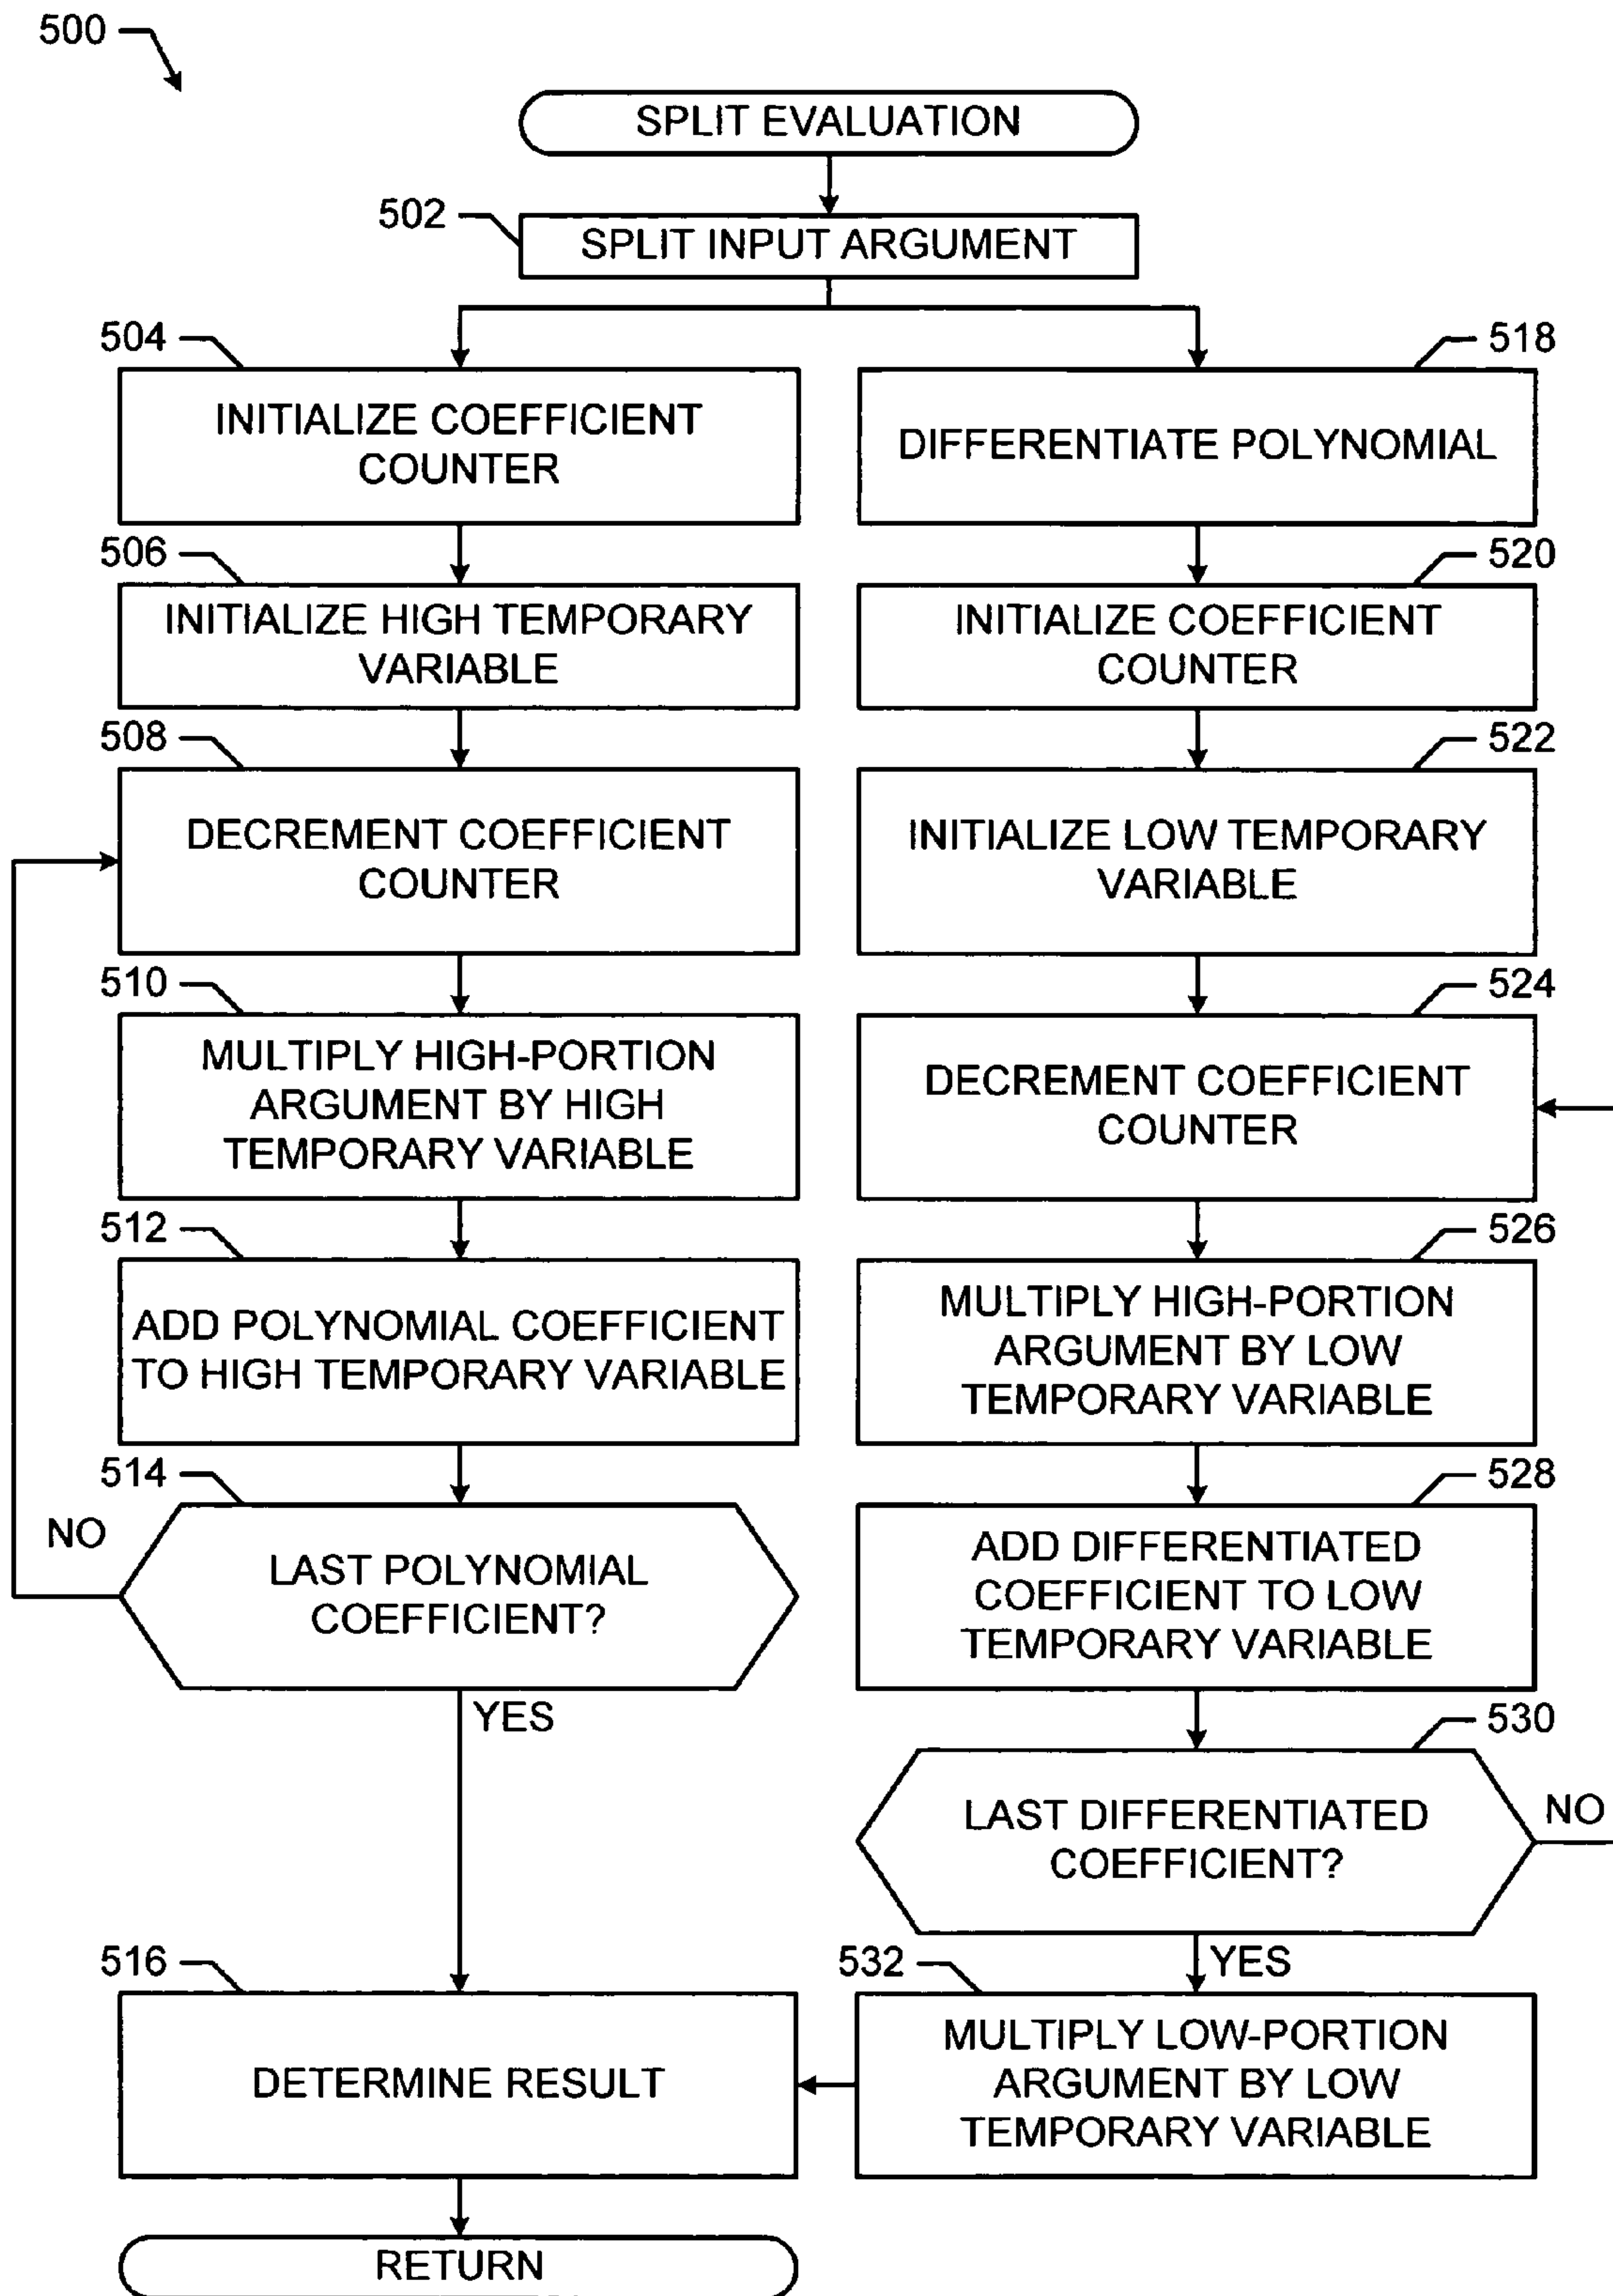 500
SPLIT EVALUATION
502
SPLIT INPUT ARGUMENT
504
INITIALIZE COEFFICIENT
COUNTER
506
INITIALIZE HIGH TEMPORARY
VARIABLE
508
DECREMENT COEFFICIENT
COUNTER
510
MULTIPLY HIGH-PORTION
ARGUMENT BY HIGH
TEMPORARY VARIABLE
512
ADD POLYNOMIAL COEFFICIENT
TO HIGH TEMPORARY VARIABLE
514
NO
LAST POLYNOMIAL
COEFFICIENT?
YES
516
DETERMINE RESULT
RETURN
518
DIFFERENTIATE POLYNOMIAL
520
INITIALIZE COEFFICIENT
COUNTER
522
INITIALIZE LOW TEMPORARY
VARIABLE
524
DECREMENT COEFFICIENT
COUNTER
526
MULTIPLY HIGH-PORTION
ARGUMENT BY LOW
TEMPORARY VARIABLE
528
ADD DIFFERENTIATED
COEFFICIENT TO LOW
TEMPORARY VARIABLE
530
LAST DIFFERENTIATED
COEFFICIENT?
NO
YES
532
MULTIPLY LOW-PORTION
ARGUMENT BY LOW
TEMPORARY VARIABLE